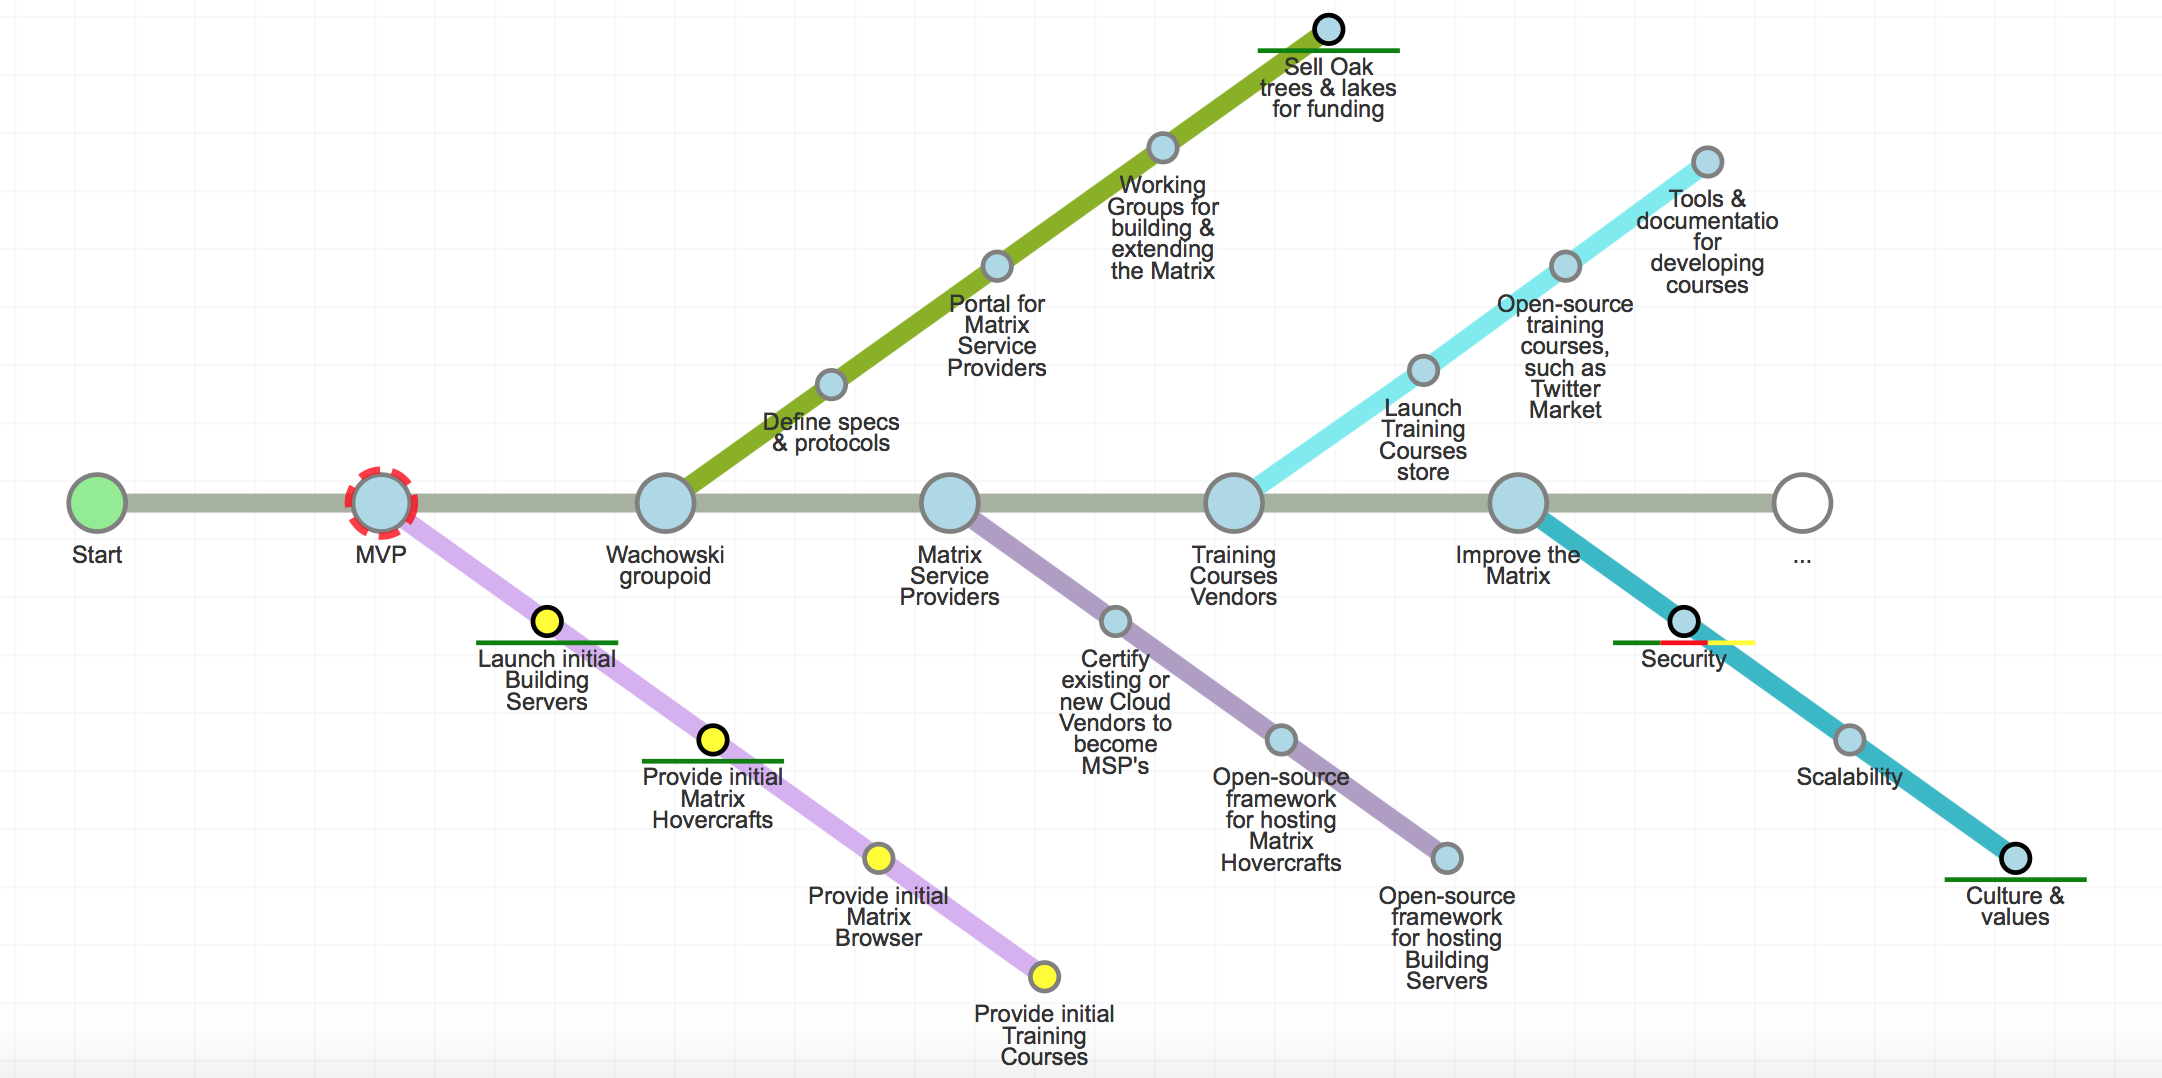 Sell Oak
trees & lakes
for funding
Working
Groups for
building &
extending
the Matrix
Tools &
documentatio
for
developing
courses
Portal for
Matrix
Service
Providers
Open-source
training
courses,
such as
Twitter
Market
Define specs
& protocols
Launch
Training
Courses
store
Start
MVP
Wachowski
groupoid
Matrix
Service
Providers
Training
Courses
Vendors
Improve the
Matrix
...
Launch initial
Building
Servers
Certify
existing or
new Cloud
Vendors to
become
MSP's
Security
Provide initial
Matrix
Hovercrafts
Open-source
framework
for hosting
Matrix
Hovercrafts
Scalability
Provide initial
Matrix
Browser
Open-source
framework
for hosting
Building
Servers
Culture &
values
Provide initial
Training
Courses